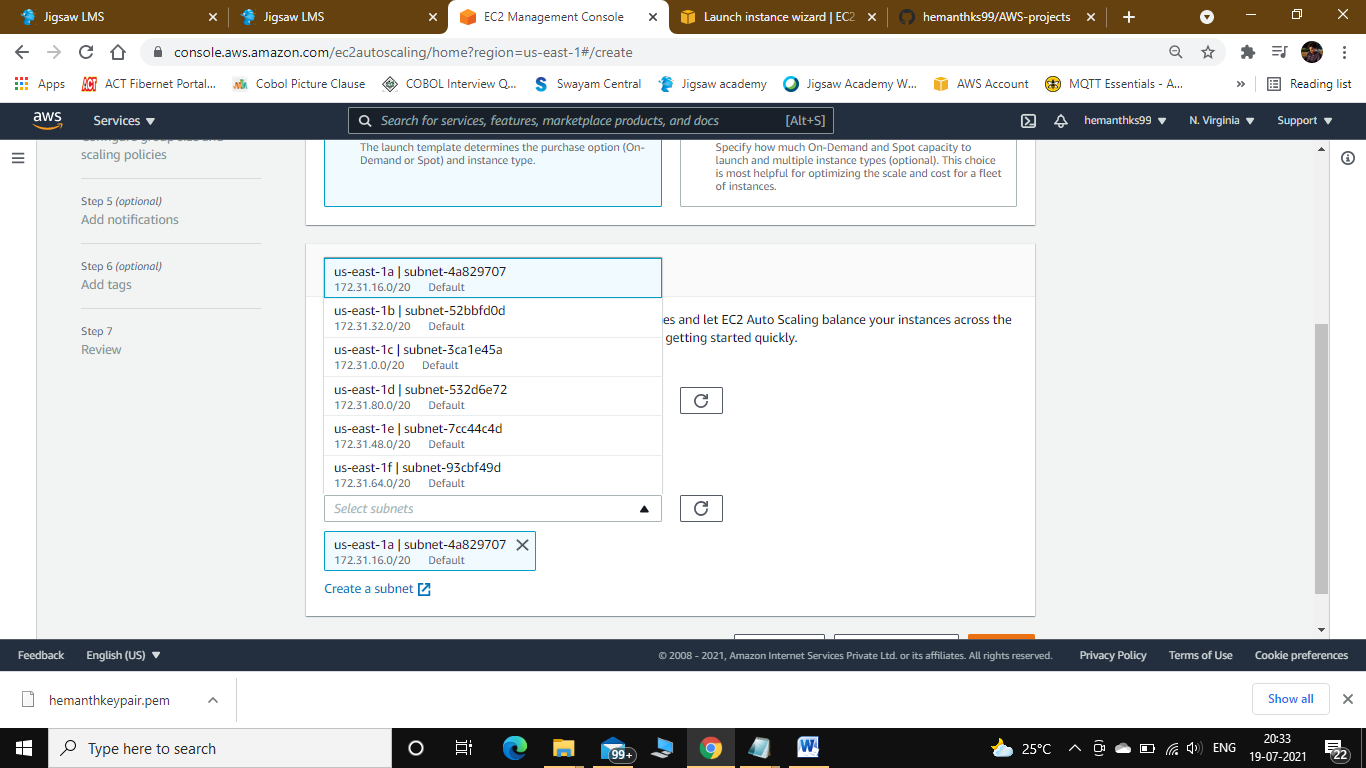 Jigsaw LMS
Jigsaw LMS
EC2 Management Console
Launch instance wizard | EC2
hemanthks99/AWS-projects
console.aws.amazon.com/ec2autoscaling/home?region=us-east-1#/create
Apps
ACT Fibernet Portal...
Cobol Picture Clause
COBOL Interview Q...
Swayam Central
Jigsaw academy
Jigsaw Academy W...
AWS Account
MQTT Essentials - A...
»
Reading list
aws
Services
Search for services, features, marketplace products, and docs
[Alt+S]
hemanthks99
N. Virginia
Support
Configure group size and
scaling policies
Step 5 (optional)
Add notifications
Step 6 (optional)
Add tags
Step 7
Review
The launch template determines the purchase option (On-
Demand or Spot) and instance type.
Specify how much On-Demand and Spot capacity to
launch and multiple instance types (optional). This choice
is most helpful for optimizing the scale and cost for a fleet
of instances.
us-east-1a | subnet-4a829707
172.31.16.0/20 Default
us-east-1b | subnet-52bbfd0d
172.31.32.0/20 Default
us-east-1c | subnet-3ca1e45a
172.31.0.0/20 Default
us-east-1d | subnet-532d6e72
172.31.80.0/20 Default
us-east-1e | subnet-7cc44c4d
172.31.48.0/20 Default
us-east-1f | subnet-93cbf49d
172.31.64.0/20 Default
es and let EC2 Auto Scaling balance your instances across the
getting started quickly.
Select subnets
us-east-1a | subnet-4a829707
172.31.16.0/20 Default
Create a subnet
Feedback
English (US)
© 2008 - 2021, Amazon Internet Services Private Ltd. or its affiliates. All rights reserved.
Privacy Policy
Terms of Use
Cookie preferences
hemanthkeypair.pem
Show all
Type here to search
99+
25°C
ENG
20:33
19-07-2021
22